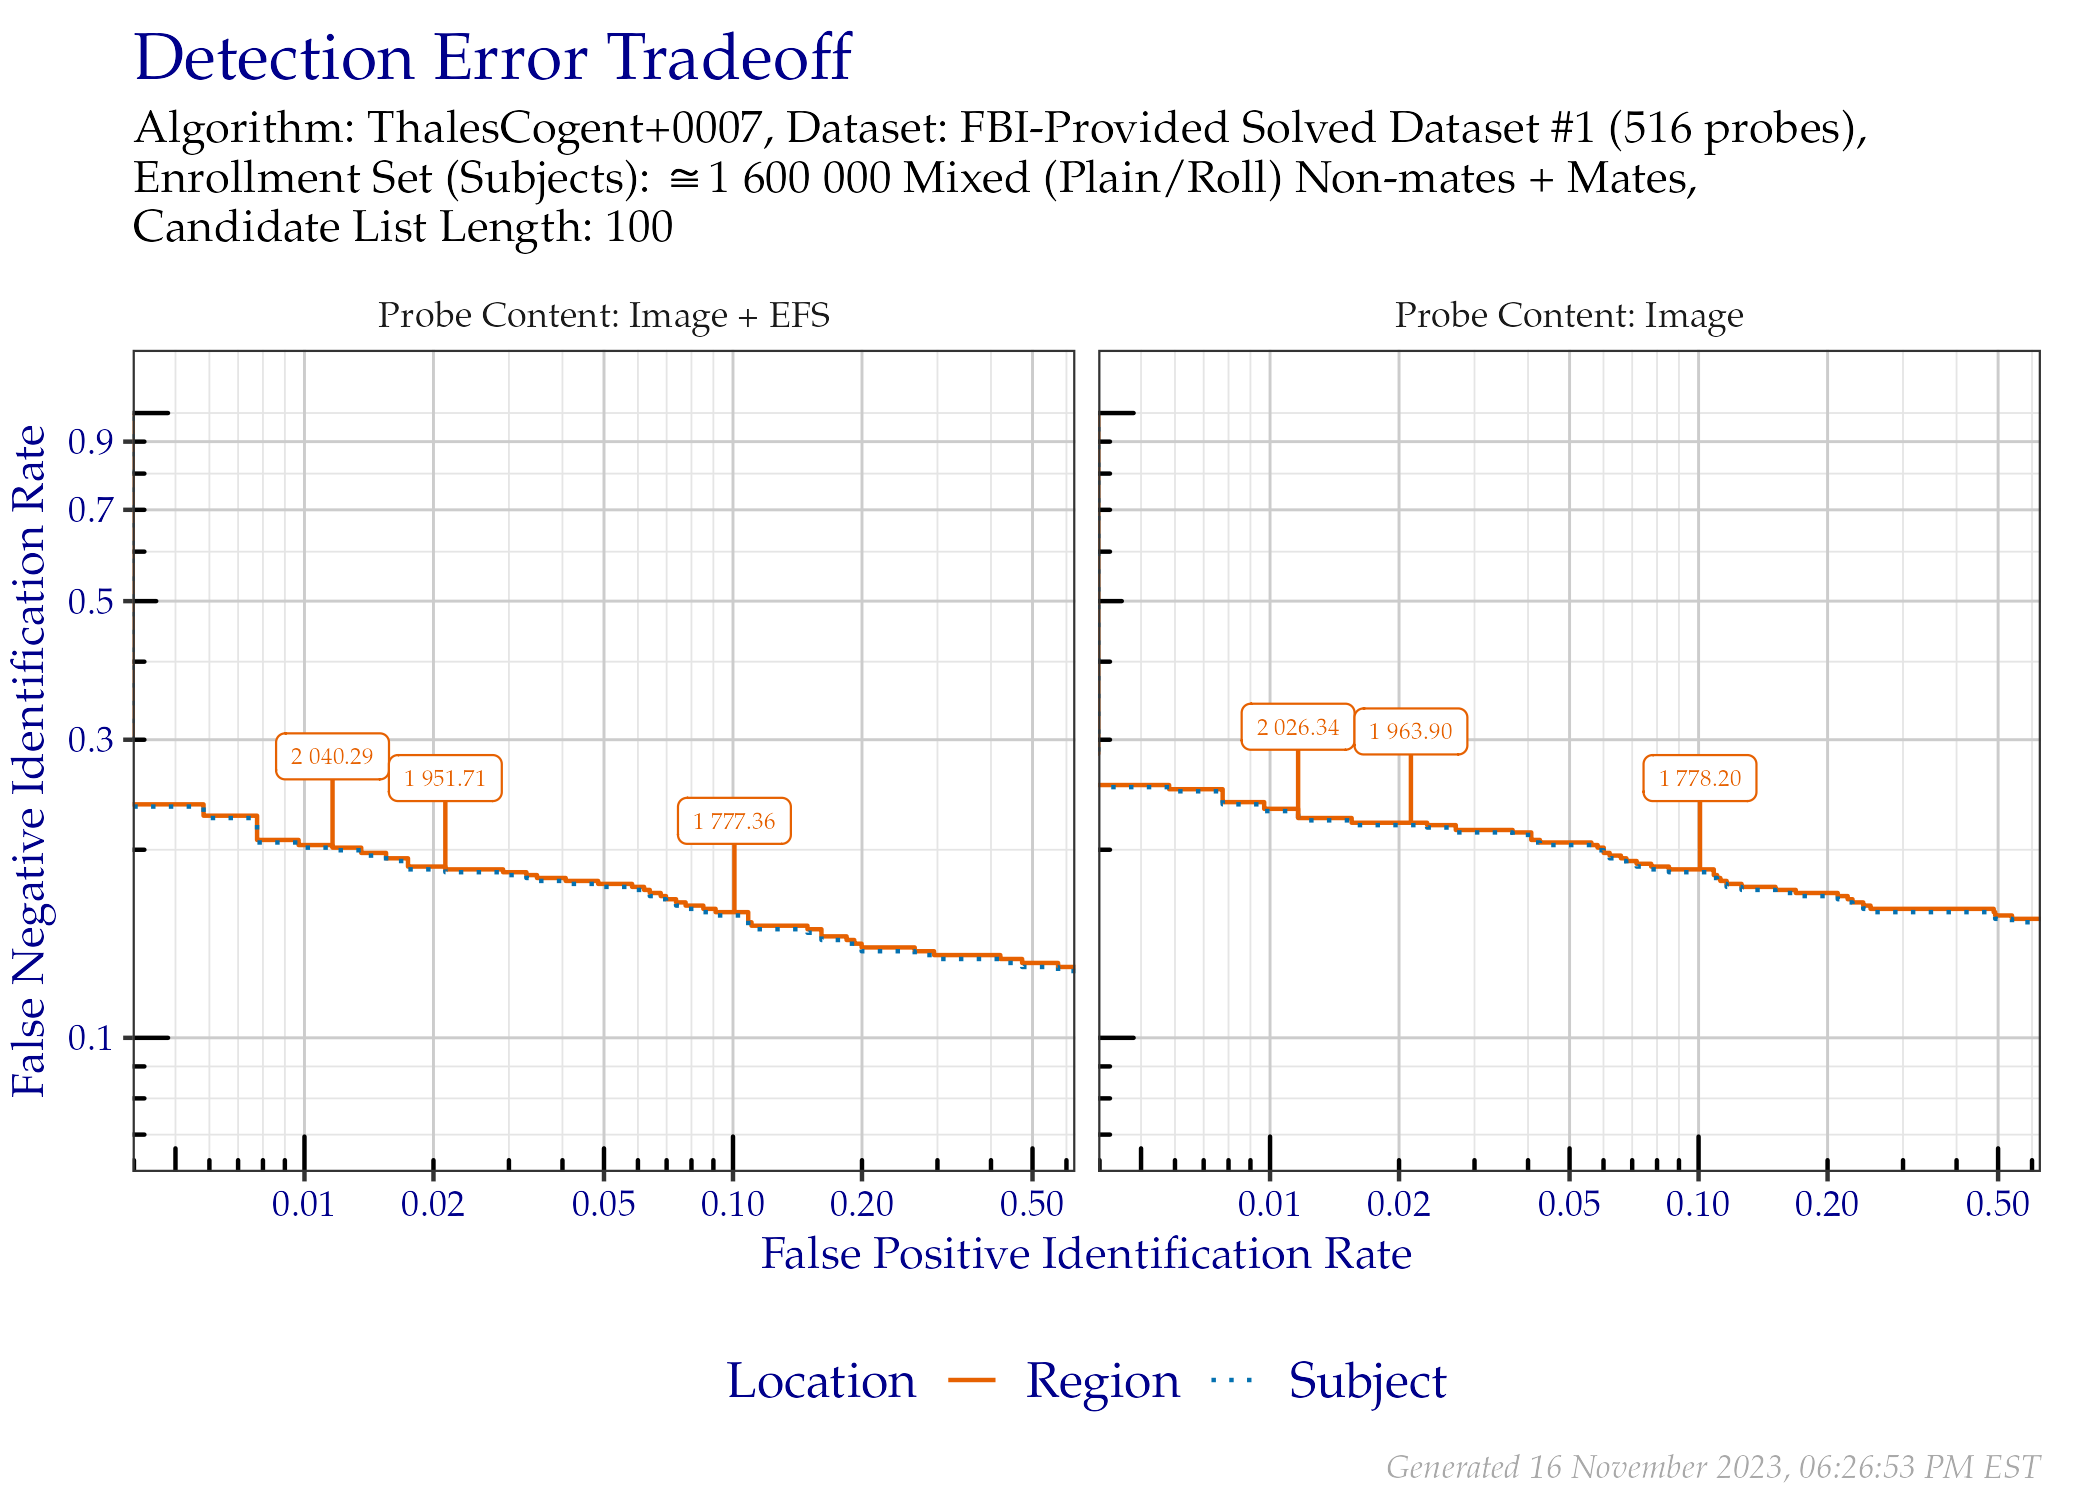 Detection Error Tradeoff
Algorithm: ThalesCogent+0007, Dataset: FBI-Provided Solved Dataset #1 (516 probes),
Enrollment Set (Subjects): ≅ 1 600 000 Mixed (Plain/Roll) Non-mates + Mates,
Candidate List Length: 100
Probe Content: Image + EFS
Probe Content: Image
False Negative Identification Rate
0.9
0.7
0.5
0.3
0.1
2 040.29
1 951.71
1 777.36
2 026.34
1 963.90
1 778.20
0.01 0.02 0.05 0.10 0.20 0.50
0.01 0.02 0.05 0.10 0.20 0.50
False Positive Identification Rate
Location Region Subject
Generated 16 November 2023, 06:26:53 PM EST